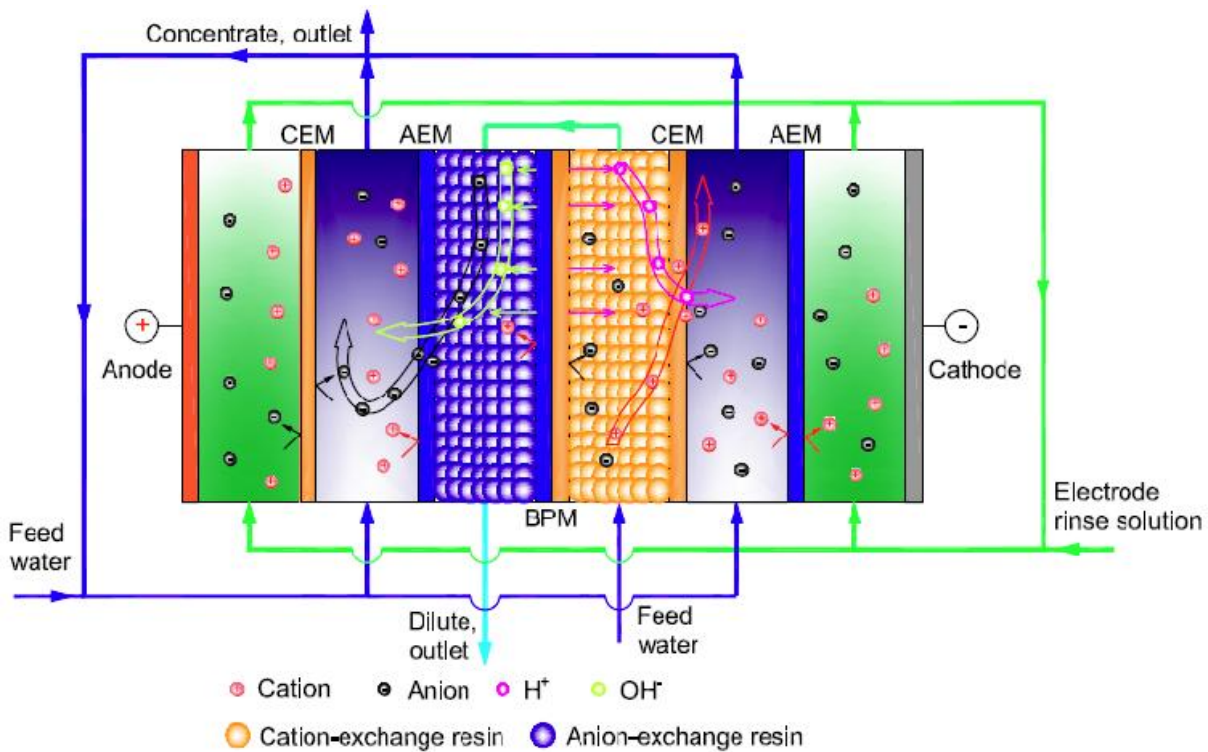 Concentrate, outlet
CEM AEM CEM AEM
+
Anode
-
Cathode
BPM
Electrode
rinse solution
Feed
water
Dilute,
outlet
Feed
water
Cation Anion H⁺ OH⁻
Cation-exchange resin Anion-exchange resin